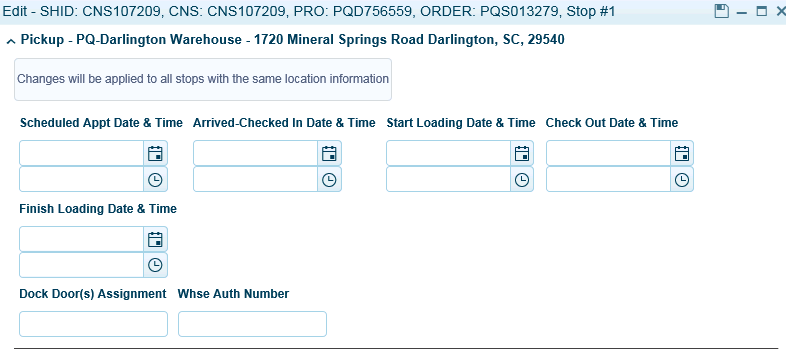 Edit - SHID: CNS107209, CNS: CNS107209, PRO: PQD756559, ORDER: PQS013279, Stop #1
Pickup - PQ-Darlington Warehouse - 1720 Mineral Springs Road Darlington, SC, 29540
Changes will be applied to all stops with the same location information
Scheduled Appt Date & Time Arrived-Checked In Date & Time Start Loading Date & Time Check Out Date & Time
Finish Loading Date & Time
Dock Door(s) Assignment Whse Auth Number